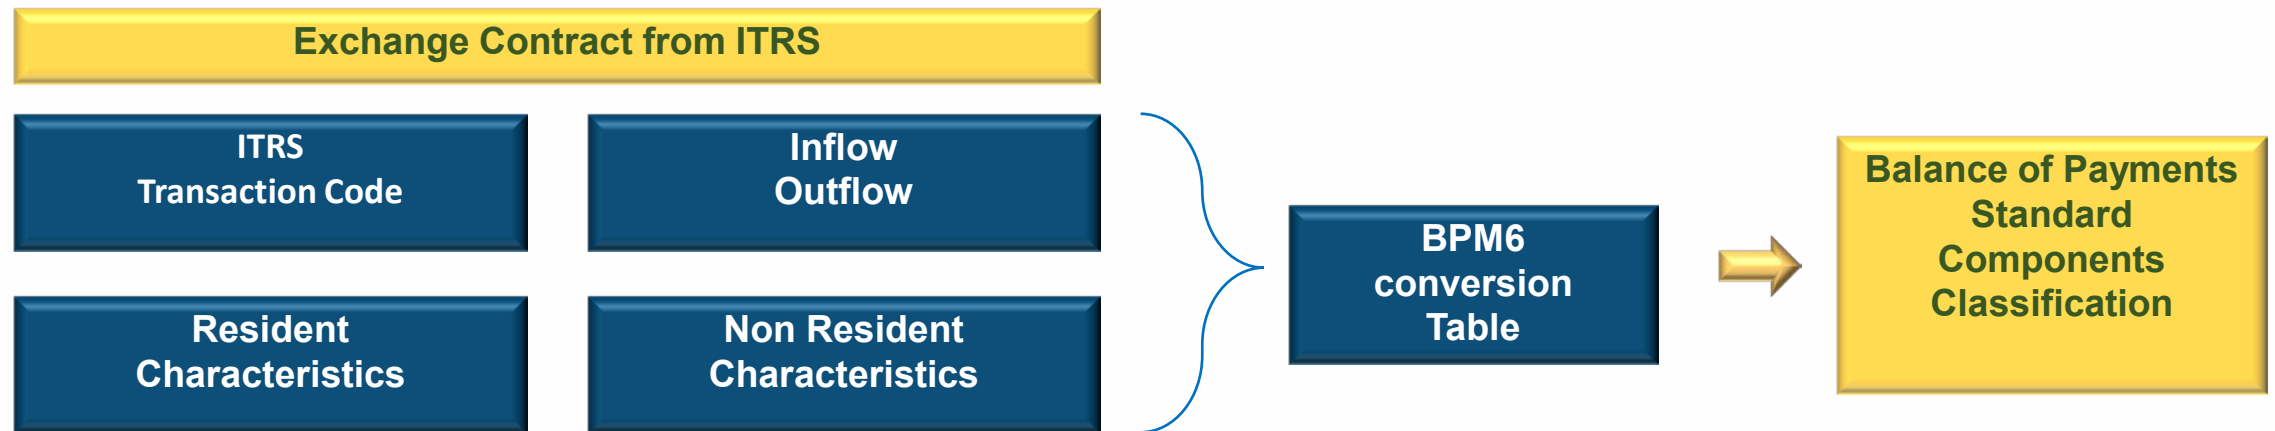 Exchange Contract from ITRS
ITRS
Transaction Code
Inflow
Outflow
Resident
Characteristics
Non Resident
Characteristics
BPM6
conversion
Table
Balance of Payments
Standard
Components
Classification